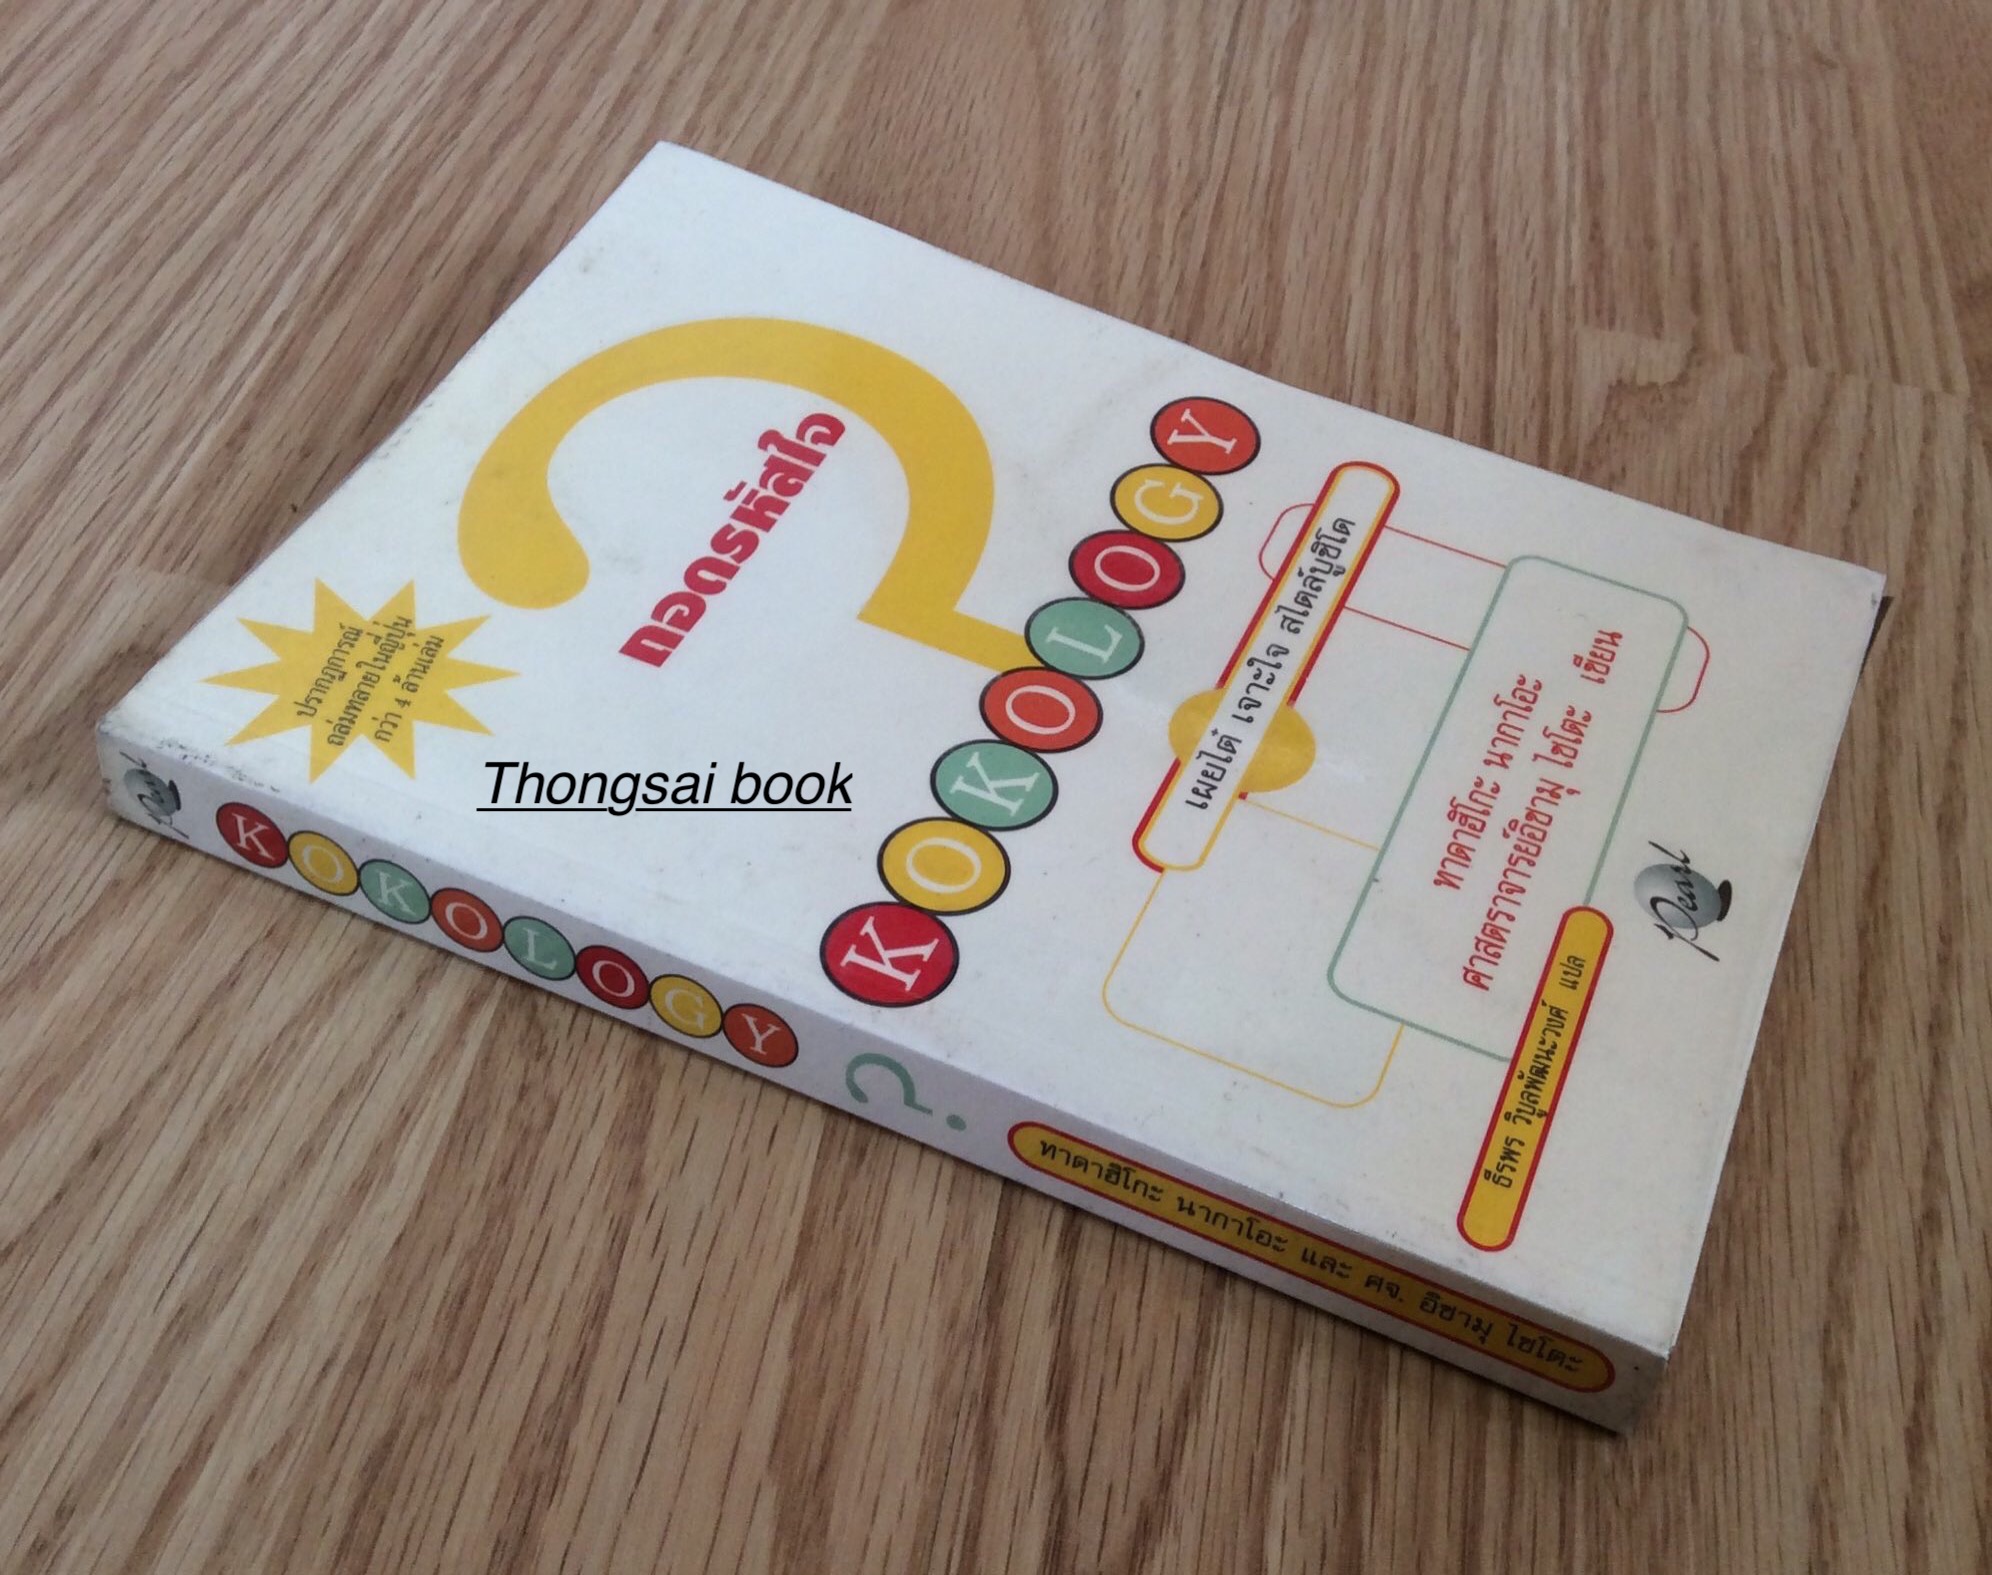 ปรากฏการณ์
ถล่มทลายในญี่ปุ่น
กว่า 4 ล้านเล่ม
ถอดรหัสใจ
KOKOLOGY
เผยไต๋ เจาะใจ สไตล์บูชิโด
ทาดาฮิโกะ นากาโอะ
ศาสตราจารย์อิซามุ ไซโตะ เขียน
ธีรพร วิบูลพัฒนะวงศ์ แปล
Pearl
Thongsai book
Pearl
KOKOLOGY ?
ทาดาฮิโกะ นากาโอะ และ ศจ. อิซามุ ไซโตะ